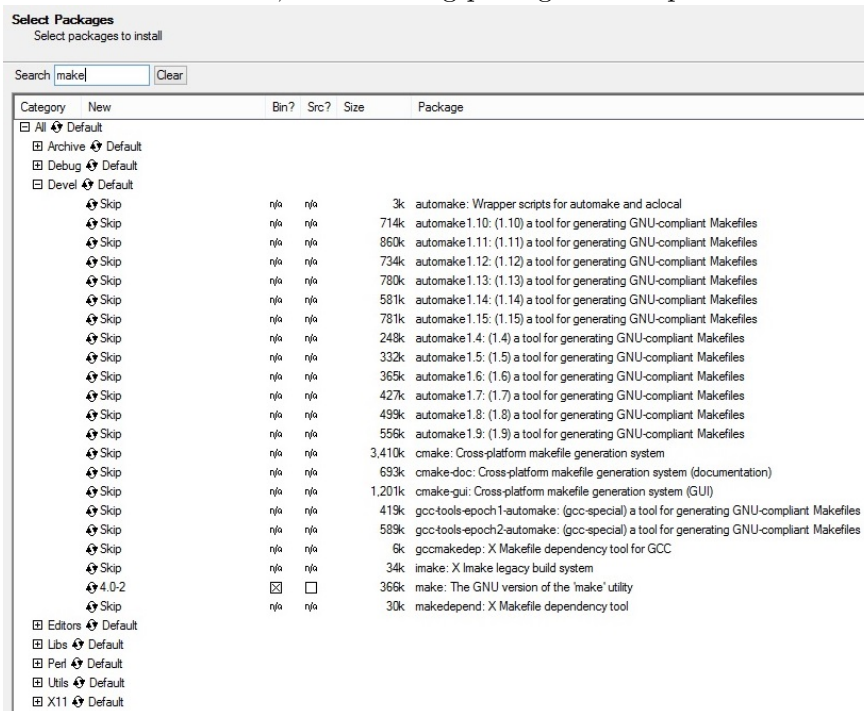 Select Packages
Select packages to install
Search make Clear
Category New Bin? Src? Size Package
All Default
Archive Default
Debug Default
Devel Default
Skip n/a n/a 3k automake: Wrapper scripts for automake and aclocal
Skip n/a n/a 714k automake1.10: (1.10) a tool for generating GNU-compliant Makefiles
Skip n/a n/a 860k automake1.11: (1.11) a tool for generating GNU-compliant Makefiles
Skip n/a n/a 734k automake1.12: (1.12) a tool for generating GNU-compliant Makefiles
Skip n/a n/a 780k automake1.13: (1.13) a tool for generating GNU-compliant Makefiles
Skip n/a n/a 581k automake1.14: (1.14) a tool for generating GNU-compliant Makefiles
Skip n/a n/a 781k automake1.15: (1.15) a tool for generating GNU-compliant Makefiles
Skip n/a n/a 248k automake1.4: (1.4) a tool for generating GNU-compliant Makefiles
Skip n/a n/a 332k automake1.5: (1.5) a tool for generating GNU-compliant Makefiles
Skip n/a n/a 365k automake1.6: (1.6) a tool for generating GNU-compliant Makefiles
Skip n/a n/a 427k automake1.7: (1.7) a tool for generating GNU-compliant Makefiles
Skip n/a n/a 499k automake1.8: (1.8) a tool for generating GNU-compliant Makefiles
Skip n/a n/a 556k automake1.9: (1.9) a tool for generating GNU-compliant Makefiles
Skip n/a n/a 3,410k cmake: Cross-platform makefile generation system
Skip n/a n/a 693k cmake-doc: Cross-platform makefile generation system (documentation)
Skip n/a n/a 1,201k cmake-gui: Cross-platform makefile generation system (GUI)
Skip n/a n/a 419k gcc-tools-epoch1-automake: (gcc-special) a tool for generating GNU-compliant Makefiles
Skip n/a n/a 589k gcc-tools-epoch2-automake: (gcc-special) a tool for generating GNU-compliant Makefiles
Skip n/a n/a 6k gccmakedep: X Makefile dependency tool for GCC
Skip n/a n/a 34k imake: X Imake legacy build system
4.0-2 366k make: The GNU version of the 'make' utility
Skip n/a n/a 30k makedepend: X Makefile dependency tool
Editors Default
Libs Default
Perl Default
Utils Default
X11 Default